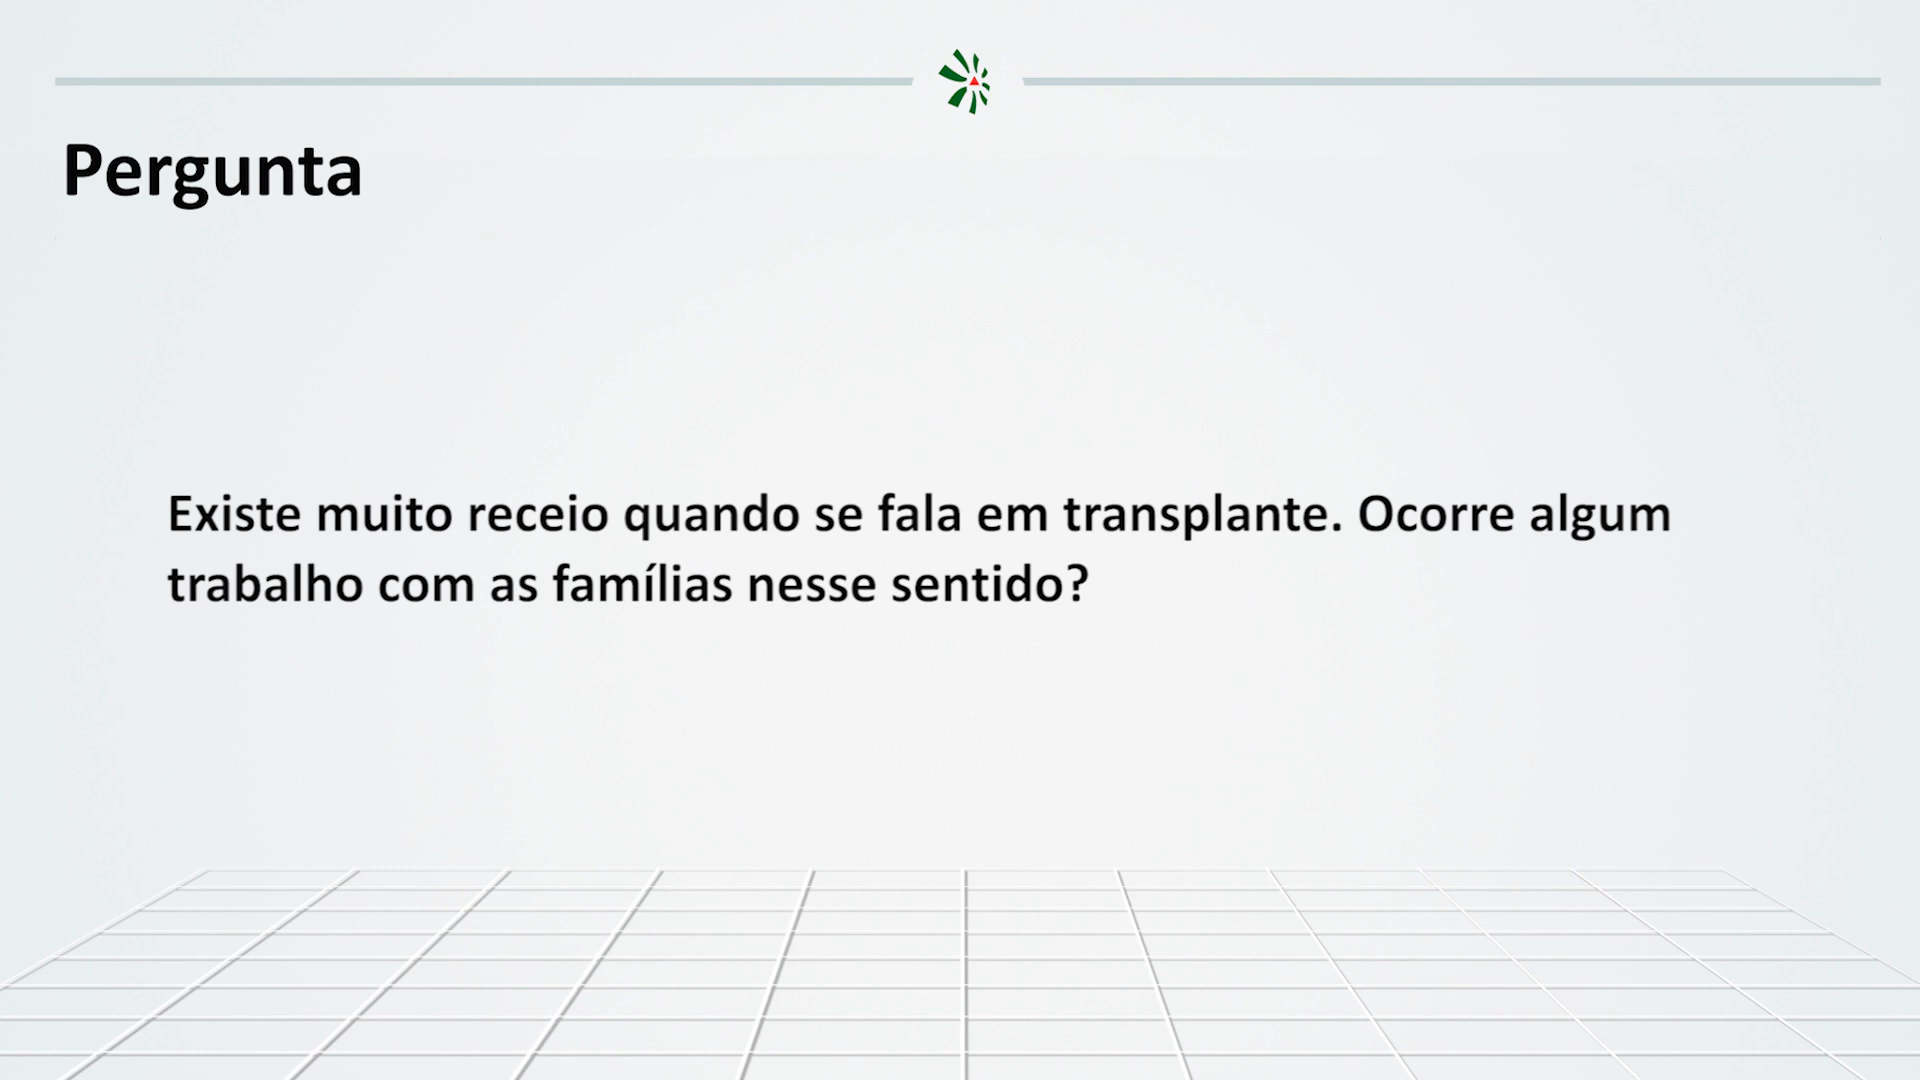 Pergunta
Existe muito receio quando se fala em transplante. Ocorre algum
trabalho com as famílias nesse sentido?